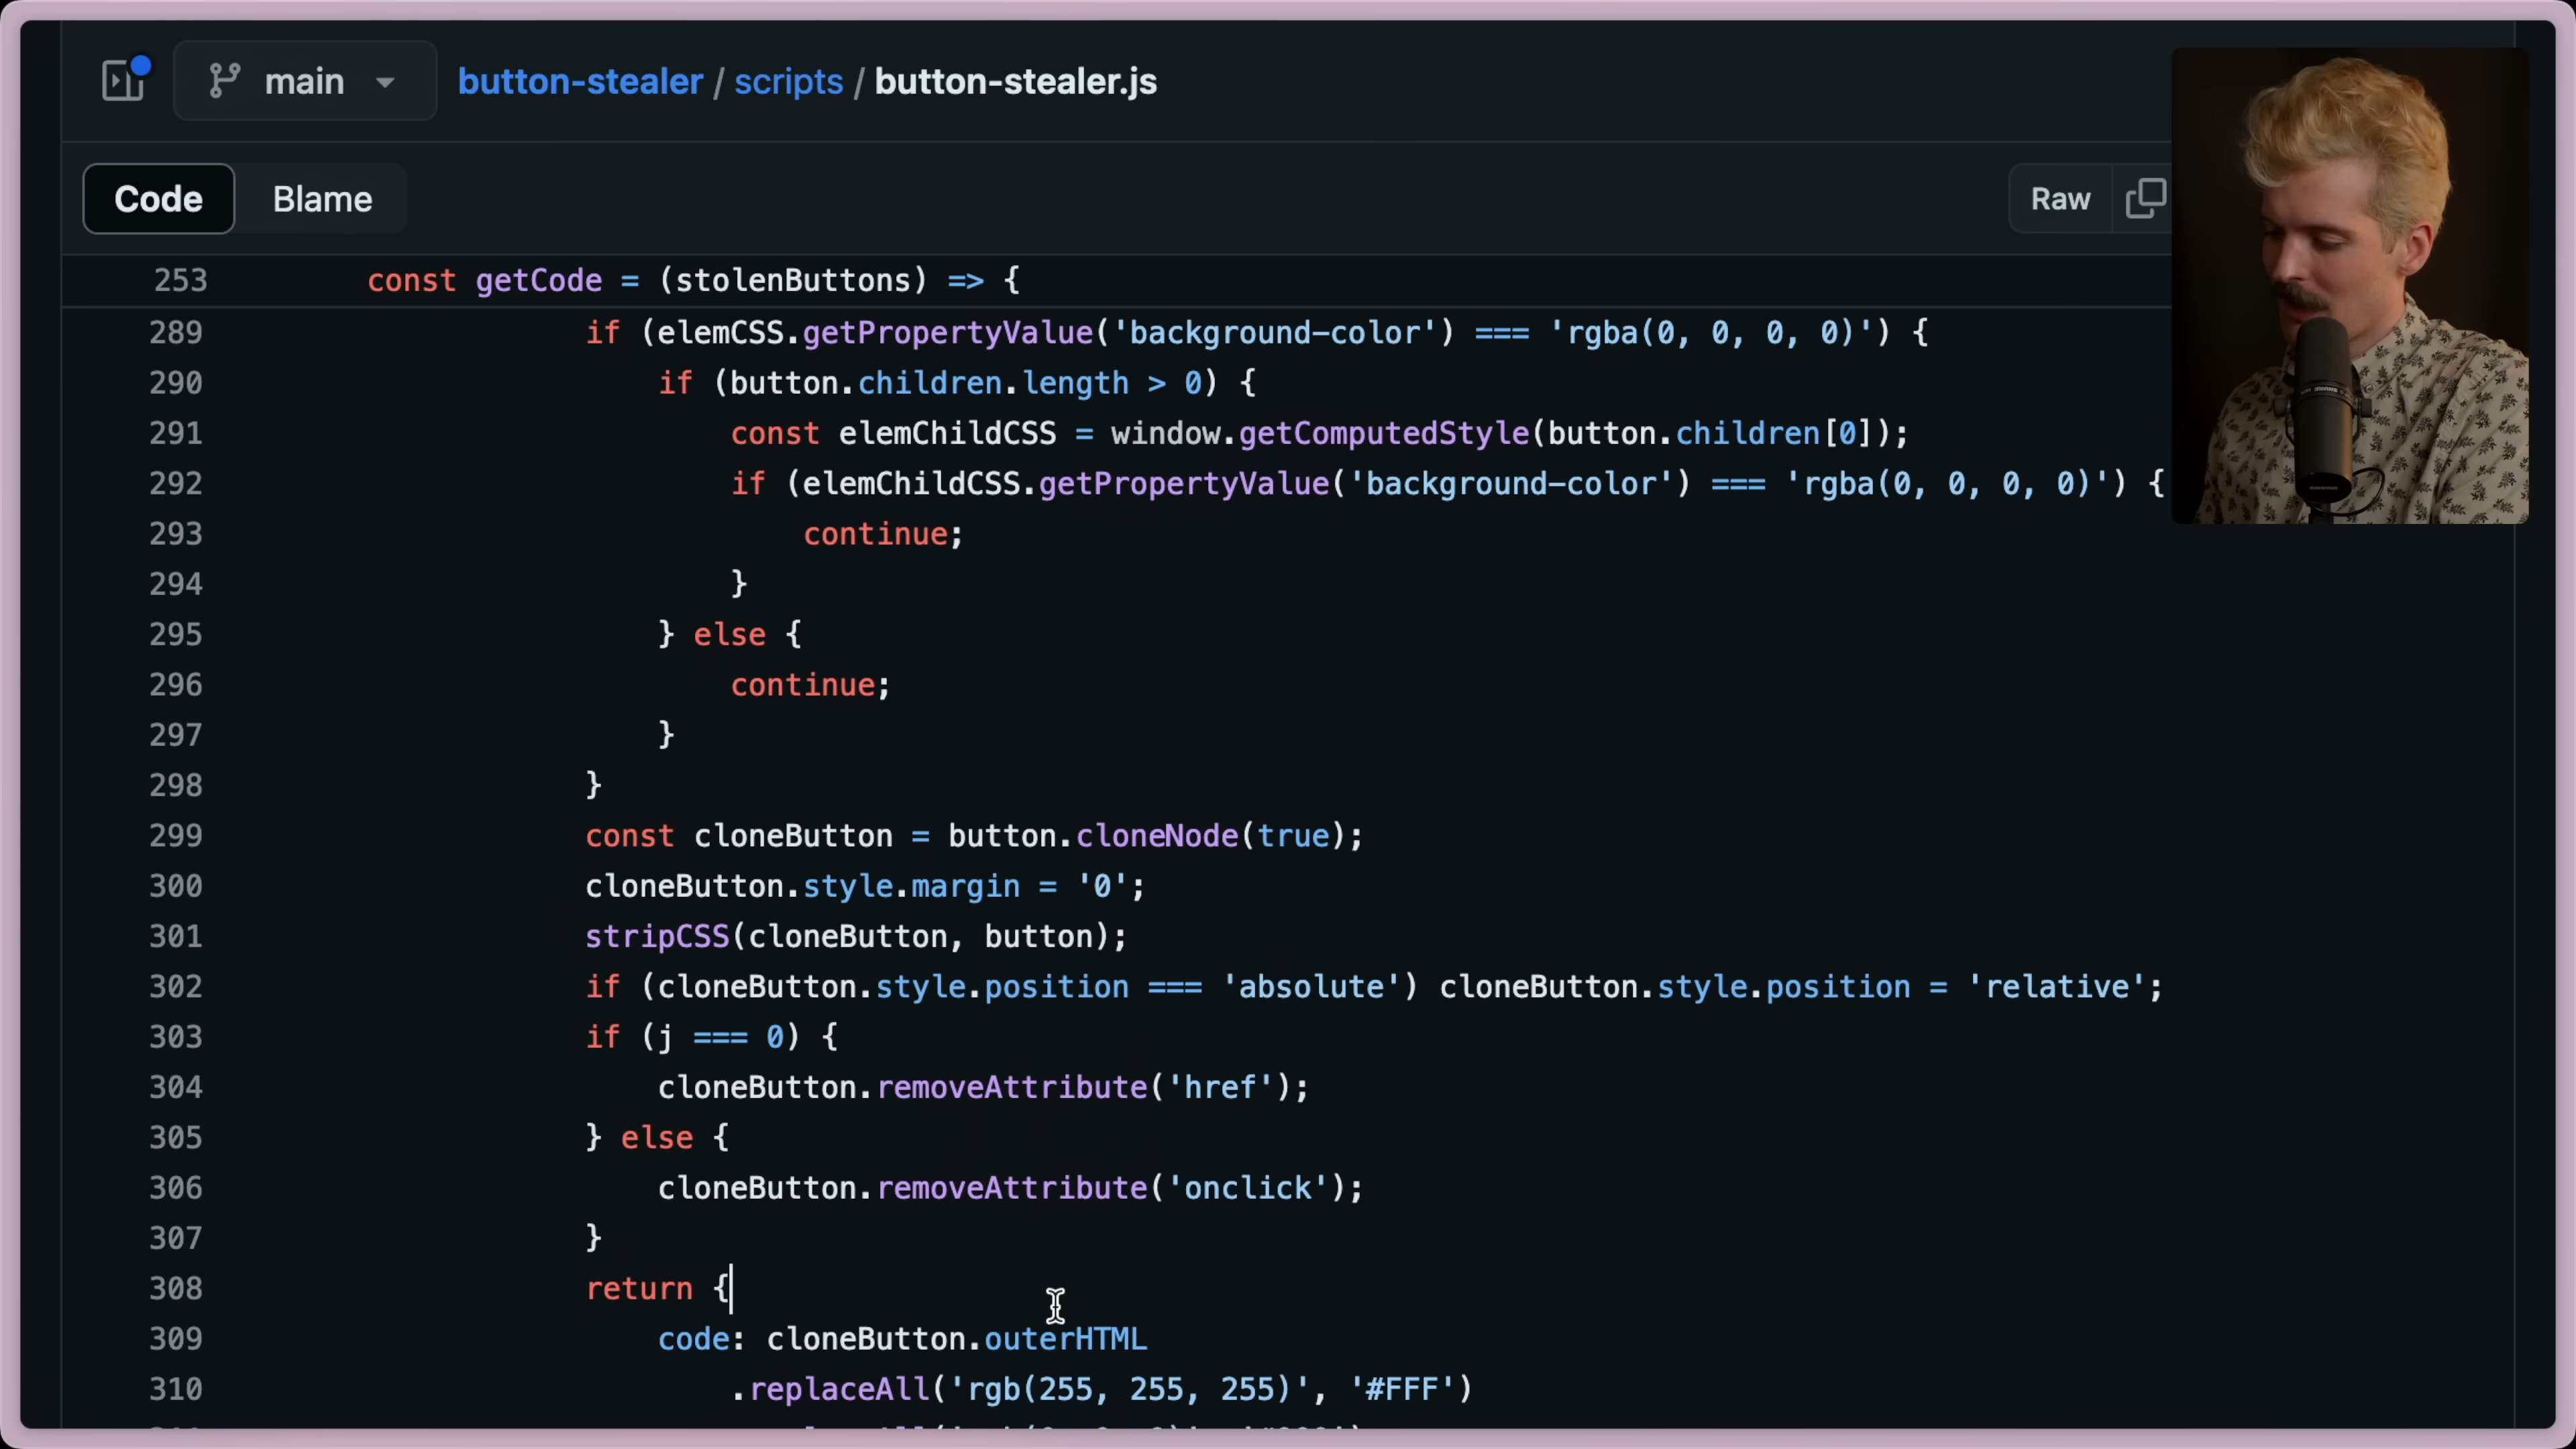 main
button-stealer / scripts / button-stealer.js
Code
Blame
Raw
253 const getCode = (stolenButtons) => {
289 if (elemCSS.getPropertyValue('background-color') === 'rgba(0, 0, 0, 0)') {
290 if (button.children.length > 0) {
291 const elemChildCSS = window.getComputedStyle(button.children[0]);
292 if (elemChildCSS.getPropertyValue('background-color') === 'rgba(0, 0, 0, 0)') {
293 continue;
294 }
295 } else {
296 continue;
297 }
298 }
299 const cloneButton = button.cloneNode(true);
300 cloneButton.style.margin = '0';
301 stripCSS(cloneButton, button);
302 if (cloneButton.style.position === 'absolute') cloneButton.style.position = 'relative';
303 if (j === 0) {
304 cloneButton.removeAttribute('href');
305 } else {
306 cloneButton.removeAttribute('onclick');
307 }
308 return {
309 code: cloneButton.outerHTML
310 .replaceAll('rgb(255, 255, 255)', '#FFF')